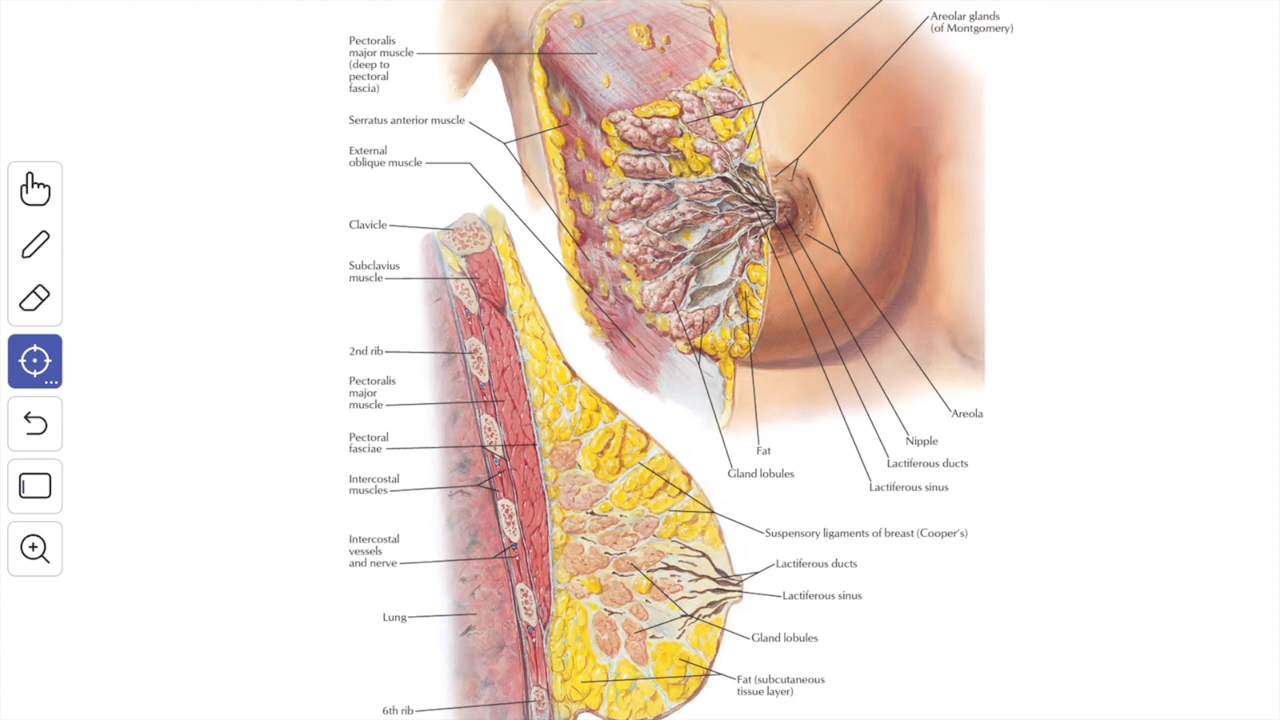 Areolar glands
(of Montgomery)
Pectoralis
major muscle
(deep to
pectoral
fascia)
Serratus anterior muscle
External
oblique muscle
Clavicle
Subclavius
muscle
2nd rib
Pectoralis
major
muscle
Pectoral
fasciae
Intercostal
muscles
Intercostal
vessels
and nerve
Lung
6th rib
Areola
Nipple
Fat
Lactiferous ducts
Gland lobules
Lactiferous sinus
Suspensory ligaments of breast (Cooper's)
Lactiferous ducts
Lactiferous sinus
Gland lobules
Fat (subcutaneous
tissue layer)